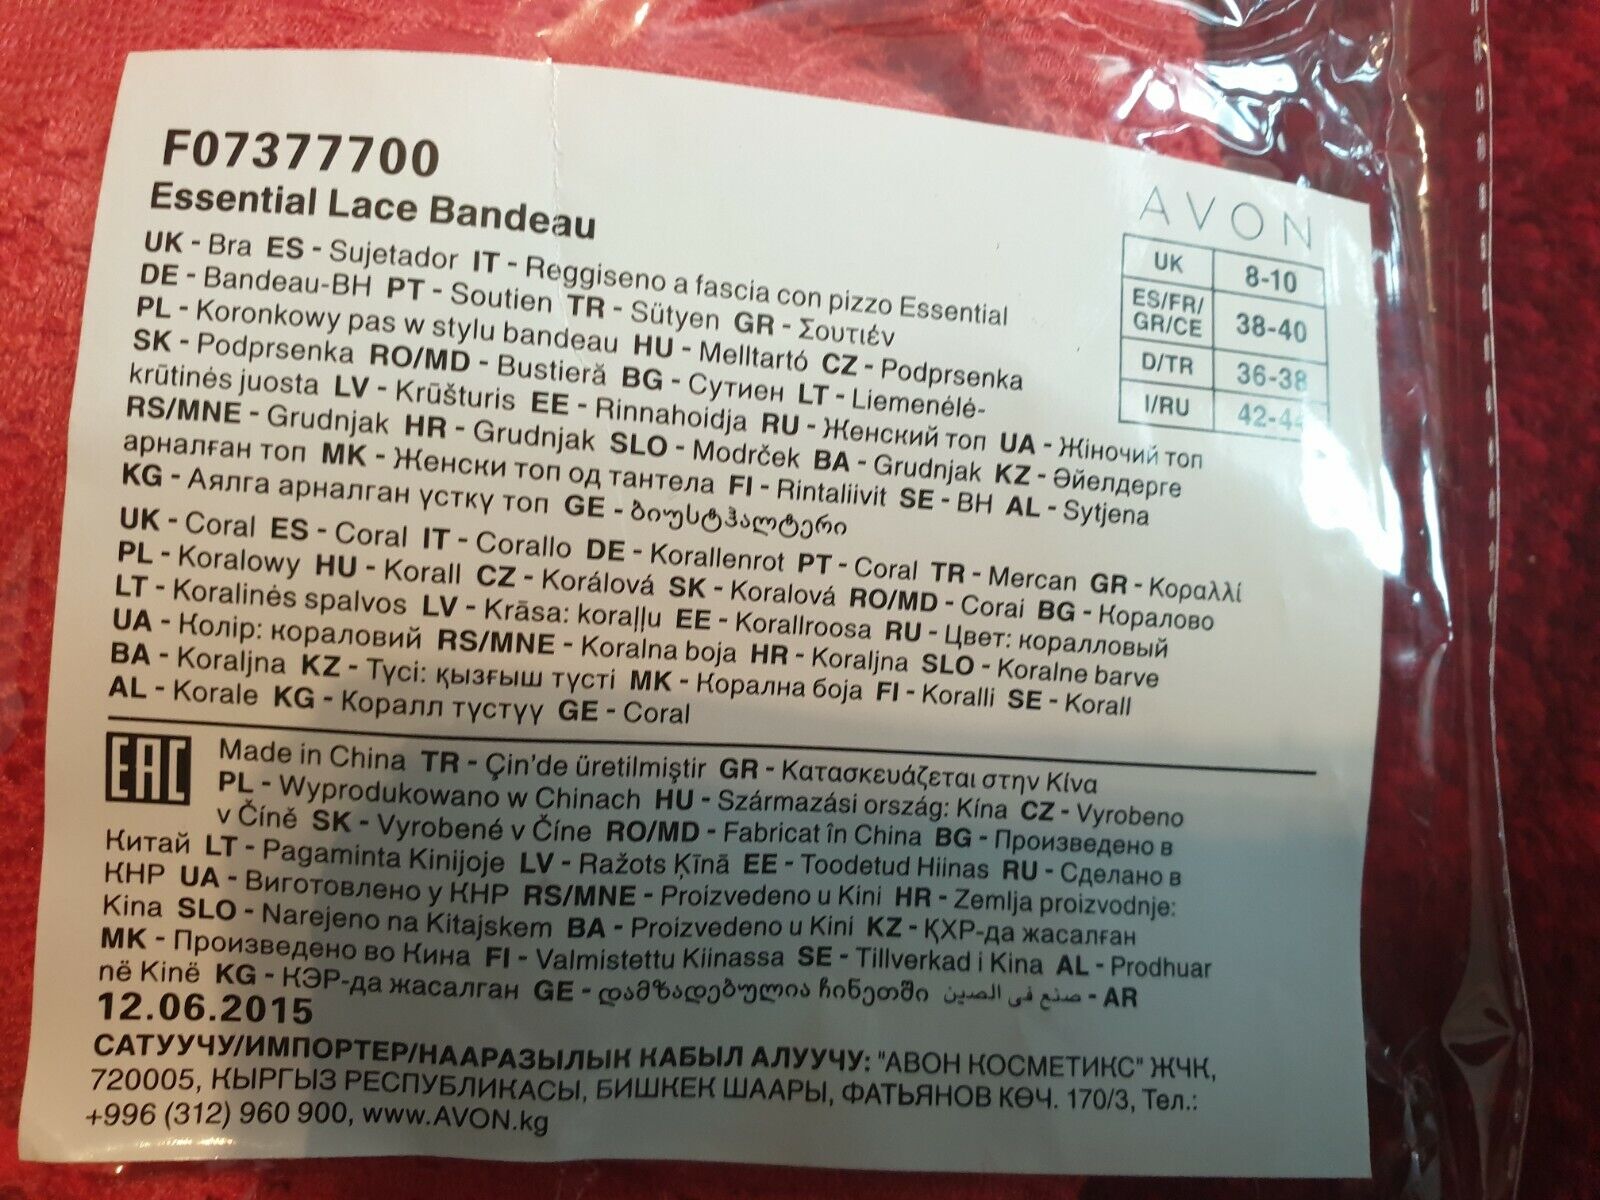 F07377700
Essential Lace Bandeau
UK - Bra ES - Sujetador IT - Reggiseno a fascia con pizzo Essential
DE - Bandeau-BH PT - Soutien TR - Sütyen GR - Σουτιέν
PL - Koronkowy pas w stylu bandeau HU - Melltartó CZ - Podprsenka
SK - Podprsenka RO/MD - Bustieră BG - Сутиен LT - Liemenėlė-
krūtinės juosta LV - Krūšturis EE - Rinnahoidja RU - Женский топ UA - Жіночий топ
RS/MNE - Grudnjak HR - Grudnjak SLO - Modrček BA - Grudnjak KZ - Әйелдерге
арналған топ MK - Женски топ од тантела FI - Rintaliivit SE - BH AL - Sytjena
KG - Аялга арналган үсткү топ GE - ბიუსტჰალტერი
UK - Coral ES - Coral IT - Corallo DE - Korallenrot PT - Coral TR - Mercan GR - Κοραλλί
PL - Koralowy HU - Korall CZ - Korálová SK - Koralová RO/MD - Corai BG - Коралово
LT - Koralinės spalvos LV - Krāsa: koraļļu EE - Korallroosa RU - Цвет: коралловый
UA - Колір: кораловий RS/MNE - Koralna boja HR - Koraljna SLO - Koralne barve
BA - Koraljna KZ - Түсі: қызғыш түсті MK - Корална боја FI - Koralli SE - Korall
AL - Korale KG - Коралл түстүү GE - Coral
AVON
UK 8-10
ES/FR/
GR/CE 38-40
D/TR 36-38
I/RU 42-44
EAC
Made in China TR - Çin'de üretilmiştir GR - Κατασκευάζεται στην Κίνα
PL - Wyprodukowano w Chinach HU - Származási ország: Kína CZ - Vyrobeno
v Číně SK - Vyrobené v Číne RO/MD - Fabricat în China BG - Произведено в
Китай LT - Pagaminta Kinijoje LV - Ražots Ķīnā EE - Toodetud Hiinas RU - Сделано в
КНР UA - Виготовлено у КНР RS/MNE - Proizvedeno u Kini HR - Zemlja proizvodnje:
Kina SLO - Narejeno na Kitajskem BA - Proizvedeno u Kini KZ - ҚХР-да жасалған
MK - Произведено во Кина FI - Valmistettu Kiinassa SE - Tillverkad i Kina AL - Prodhuar
në Kinë KG - КЭР-да жасалган GE - დამზადებულია ჩინეთში صنع في الصين - AR
12.06.2015
САТУУЧУ/ИМПОРТЕР/НААРАЗЫЛЫК КАБЫЛ АЛУУЧУ: "АВОН КОСМЕТИКС" ЖЧК,
720005, КЫРГЫЗ РЕСПУБЛИКАСЫ, БИШКЕК ШААРЫ, ФАТЬЯНОВ КӨЧ. 170/3, Тел.:
+996 (312) 960 900, www.AVON.kg